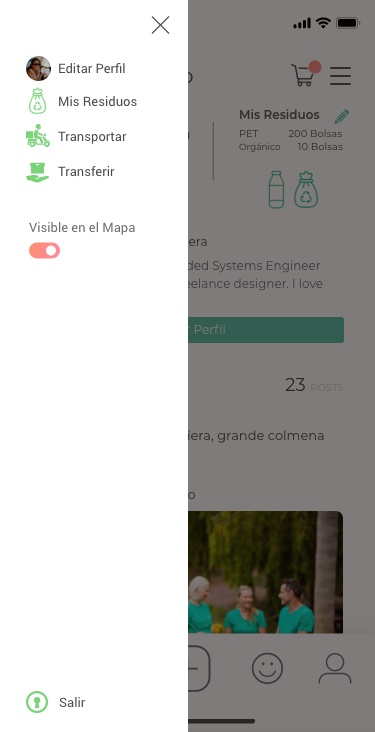 Editar Perfil
Mis Residuos
Transportar
Transferir
Visible en el Mapa
Salir
Mis Residuos
PET 200 Bolsas
Orgánico 10 Bolsas
era
ded Systems Engineer
eelance designer. I love
Perfil
23 POSTS
iera, grande colmena
o